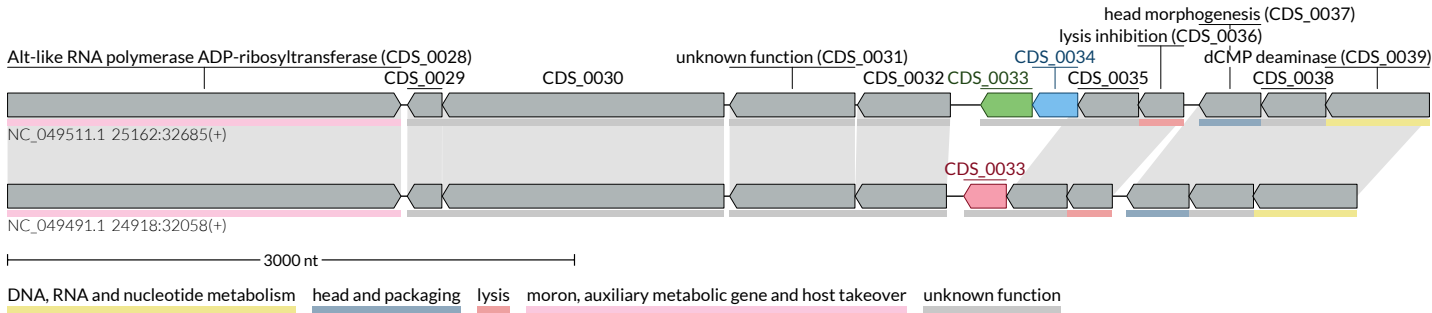 head morphogenesis (CDS_0037)
lysis inhibition (CDS_0036)
Alt-like RNA polymerase ADP-ribosyltransferase (CDS_0028) unknown function (CDS_0031) CDS_0034 dCMP deaminase (CDS_0039)
CDS_0029 CDS_0030 CDS_0032 CDS_0033 CDS_0035 CDS_0038
NC_049511.1 25162:32685(+)
CDS_0033
NC_049491.1 24918:32058(+)
3000 nt
DNA, RNA and nucleotide metabolism head and packaging lysis moron, auxiliary metabolic gene and host takeover unknown function